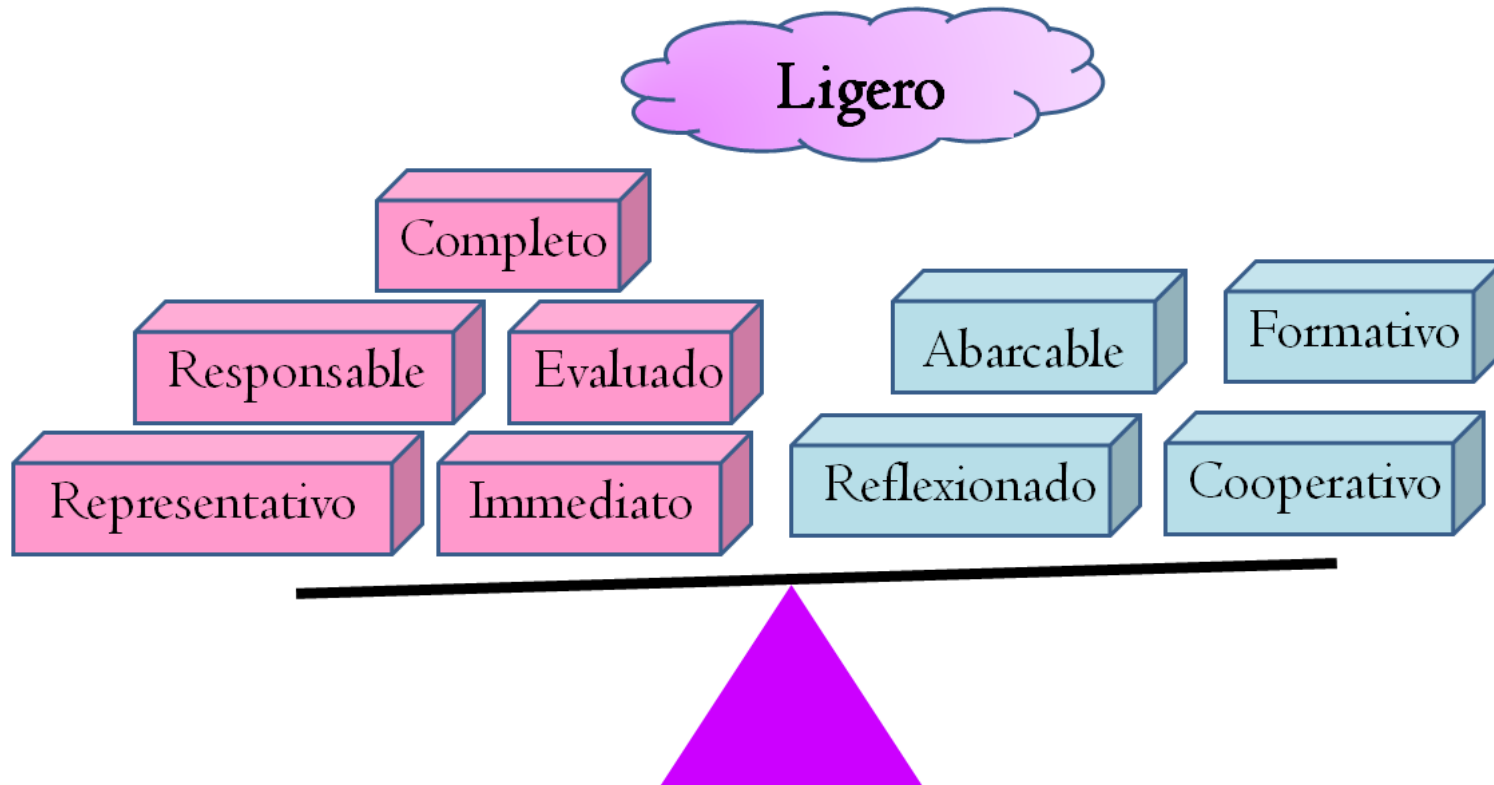 Ligero
Completo
Responsable
Evaluado
Representativo
Immediato
Abarcable
Formativo
Reflexionado
Cooperativo